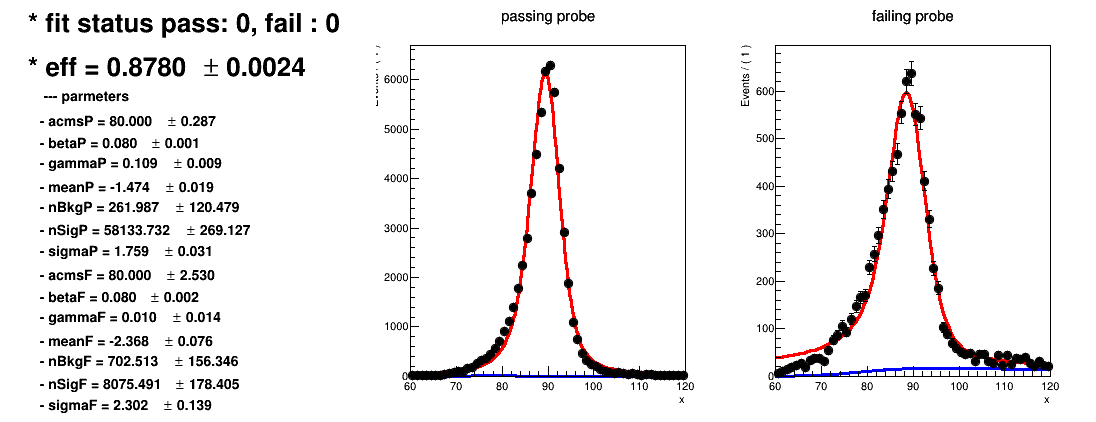 * fit status pass: 0, fail : 0
* eff = 0.8780 ± 0.0024
--- parmeters
- acmsP = 80.000 ± 0.287
- betaP = 0.080 ± 0.001
- gammaP = 0.109 ± 0.009
- meanP = -1.474 ± 0.019
- nBkgP = 261.987 ± 120.479
- nSigP = 58133.732 ± 269.127
- sigmaP = 1.759 ± 0.031
- acmsF = 80.000 ± 2.530
- betaF = 0.080 ± 0.002
- gammaF = 0.010 ± 0.014
- meanF = -2.368 ± 0.076
- nBkgF = 702.513 ± 156.346
- nSigF = 8075.491 ± 178.405
- sigmaF = 2.302 ± 0.139
passing probe
6000
5000
4000
3000
2000
1000
0
60 70 80 90 100 110 120
x
failing probe
Events / ( 1 )
600
500
400
300
200
100
0
60 70 80 90 100 110 120
x